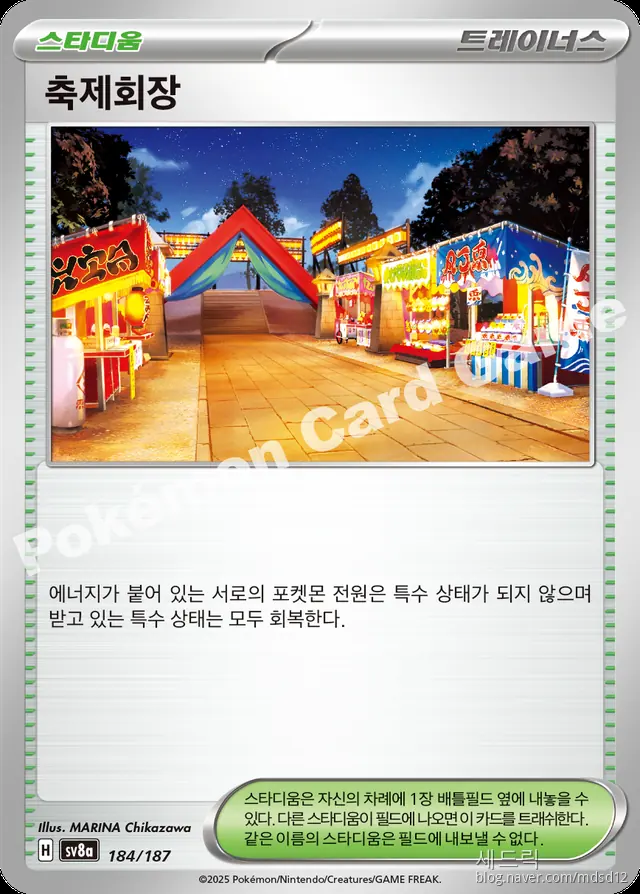 스타디움
트레이너스
축제회장
Pokémon Card Game
에너지가 붙어 있는 서로의 포켓몬 전원은 특수 상태가 되지 않으며
받고 있는 특수 상태는 모두 회복한다.
스타디움은 자신의 차례에 1장 배틀필드 옆에 내놓을 수
있다. 다른 스타디움이 필드에 나오면 이 카드를 트래쉬한다.
같은 이름의 스타디움은 필드에 내보낼 수 없다.
Illus. MARINA Chikazawa
H sv8a 184/187
©2025 Pokémon/Nintendo/Creatures/GAME FREAK.
세드릭
blog.naver.com/mdsd12